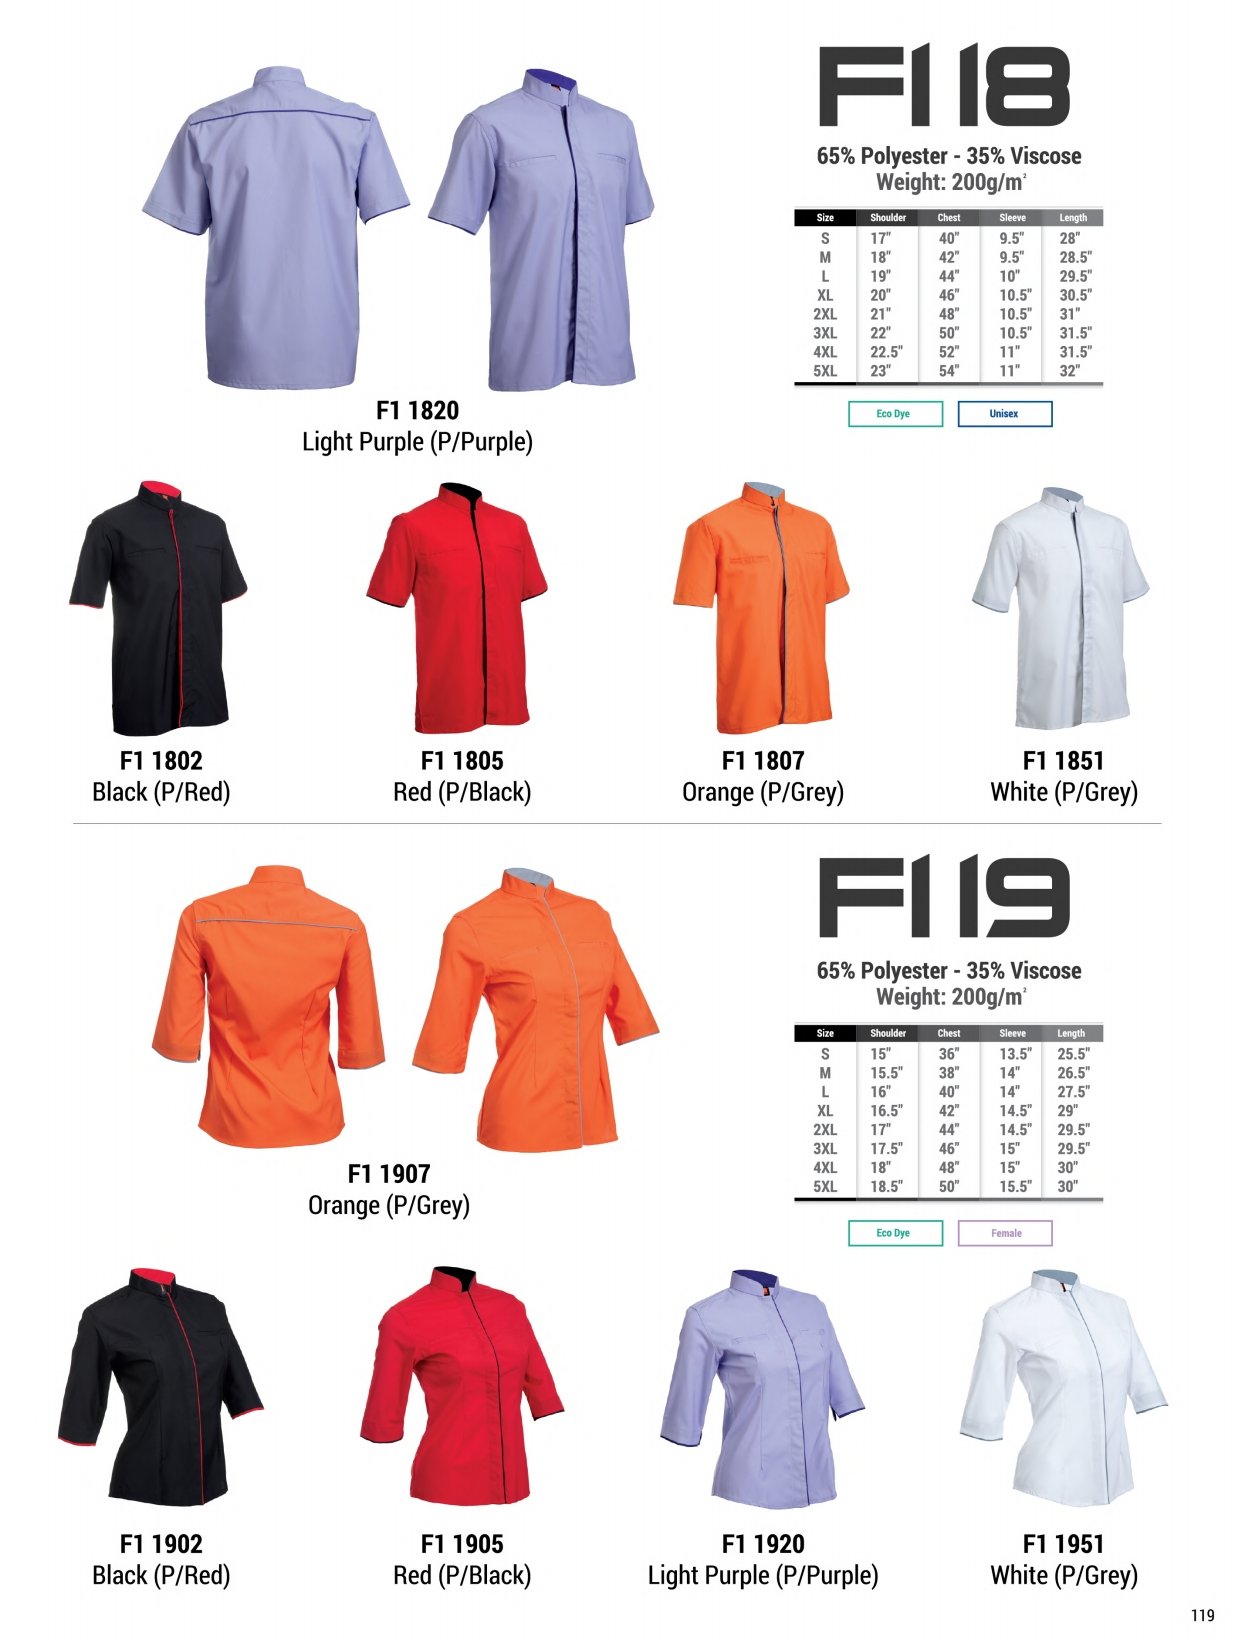 F1 18
65% Polyester - 35% Viscose
Weight: 200g/m²
Size Shoulder Chest Sleeve Length
S 17" 40" 9.5" 28"
M 18" 42" 9.5" 28.5"
L 19" 44" 10" 29.5"
XL 20" 46" 10.5" 30.5"
2XL 21" 48" 10.5" 31"
3XL 22" 50" 10.5" 31.5"
4XL 22.5" 52" 11" 31.5"
5XL 23" 54" 11" 32"
Eco Dye Unisex
F1 1820
Light Purple (P/Purple)
F1 1802
Black (P/Red)
F1 1805
Red (P/Black)
F1 1807
Orange (P/Grey)
F1 1851
White (P/Grey)
F1 19
65% Polyester - 35% Viscose
Weight: 200g/m²
Size Shoulder Chest Sleeve Length
S 15" 36" 13.5" 25.5"
M 15.5" 38" 14" 26.5"
L 16" 40" 14" 27.5"
XL 16.5" 42" 14.5" 29"
2XL 17" 44" 14.5" 29.5"
3XL 17.5" 46" 15" 29.5"
4XL 18" 48" 15" 30"
5XL 18.5" 50" 15.5" 30"
Eco Dye Female
F1 1907
Orange (P/Grey)
F1 1902
Black (P/Red)
F1 1905
Red (P/Black)
F1 1920
Light Purple (P/Purple)
F1 1951
White (P/Grey)
119